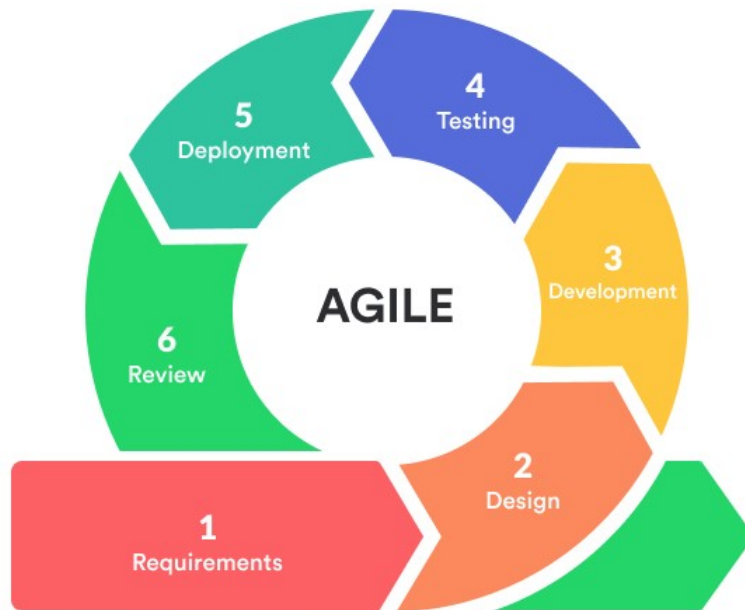 AGILE
1
Requirements
2
Design
3
Development
4
Testing
5
Deployment
6
Review